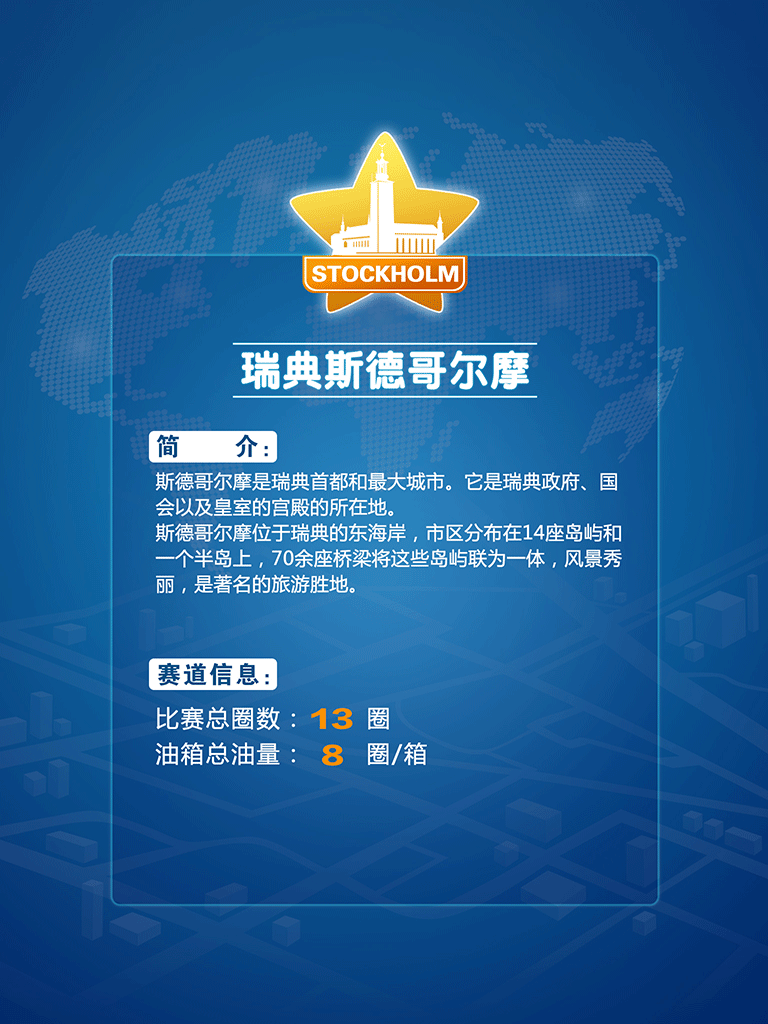 STOCKHOLM
瑞典斯德哥尔摩
简 介:
斯德哥尔摩是瑞典首都和最大城市。它是瑞典政府、国
会以及皇室的宫殿的所在地。
斯德哥尔摩位于瑞典的东海岸，市区分布在14座岛屿和
一个半岛上，70余座桥梁将这些岛屿联为一体，风景秀
丽，是著名的旅游胜地。
赛道信息:
比赛总圈数： 13 圈
油箱总油量： 8 圈/箱